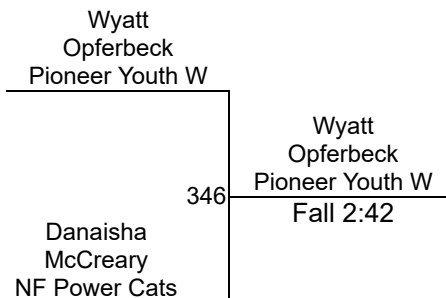 Wyatt
Opferbeck
Pioneer Youth W
Wyatt
Opferbeck
Pioneer Youth W
346
Fall 2:42
Danaisha
McCreary
NF Power Cats